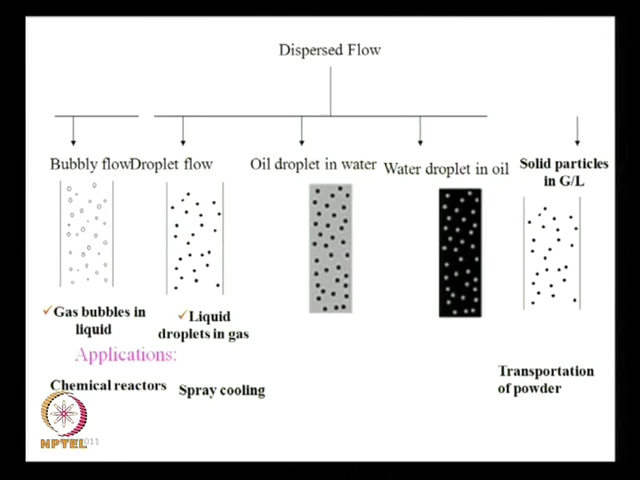 Dispersed Flow
Bubbly flow
Droplet flow
Oil droplet in water
Water droplet in oil
Solid particles
in G/L
✓Gas bubbles in
liquid
✓Liquid
droplets in gas
Applications:
Chemical reactors
Spray cooling
Transportation
of powder
NPTEL